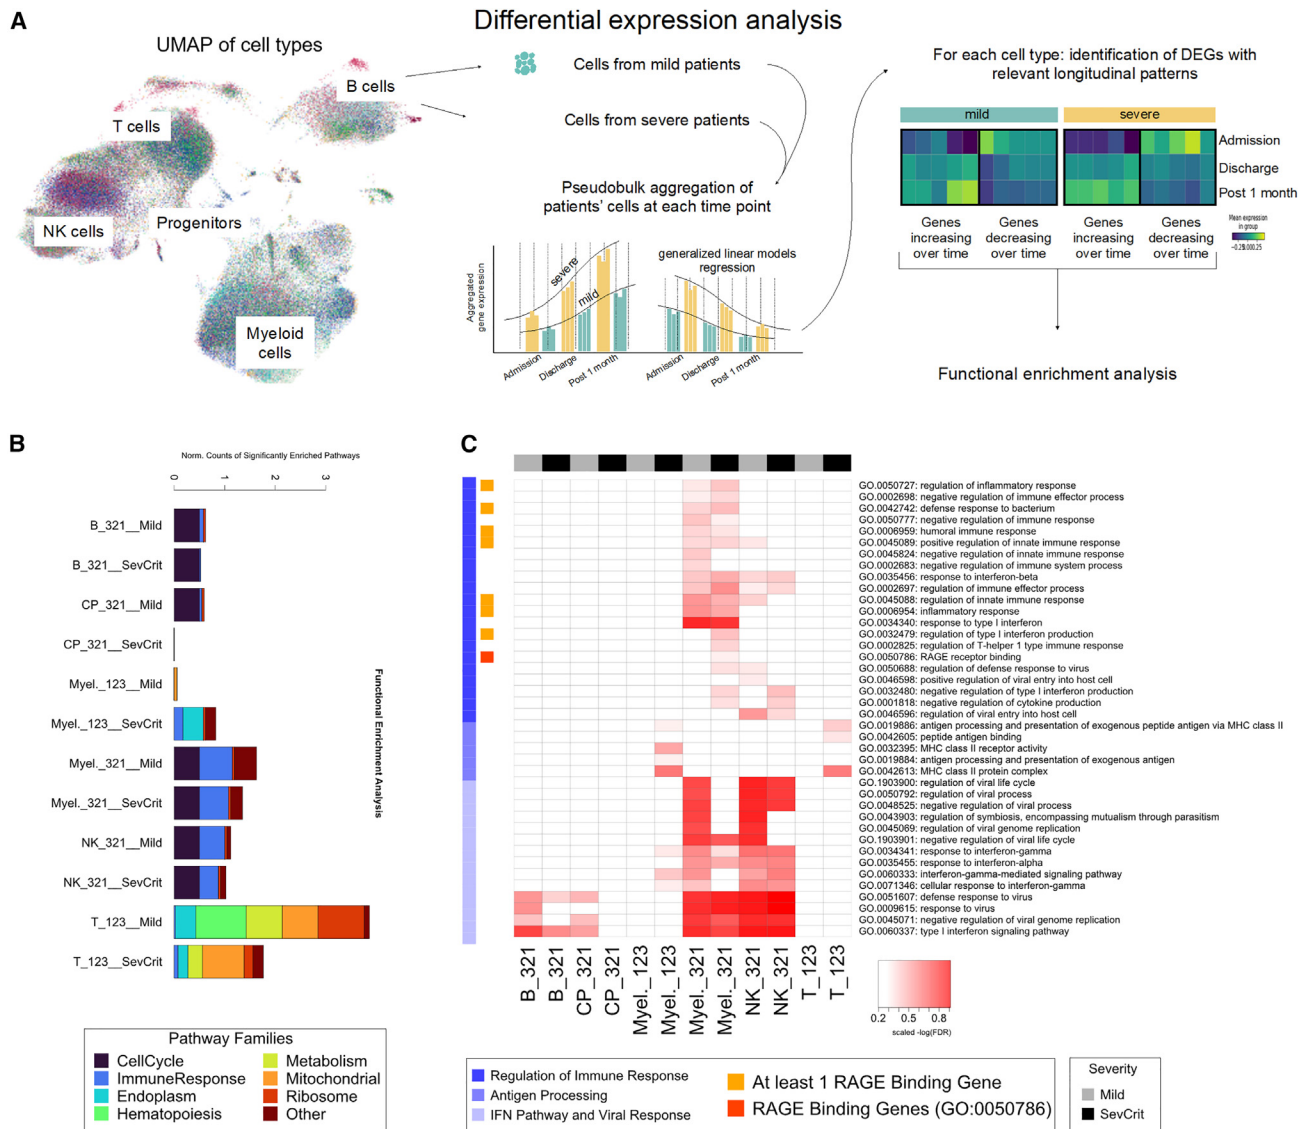 A
Differential expression analysis
UMAP of cell types
B cells
T cells
NK cells
Progenitors
Myeloid
cells
Cells from mild patients
Cells from severe patients
Pseudobulk aggregation of
patients' cells at each time point
Aggregated
gene expression
severe
mild
generalized linear models
regression
Admission
Discharge
Post 1 month
Admission
Discharge
Post 1 month
For each cell type: identification of DEGs with
relevant longitudinal patterns
mild
severe
Admission
Discharge
Post 1 month
Genes
increasing
over time
Genes
decreasing
over time
Genes
increasing
over time
Genes
decreasing
over time
Mean expression
in group
Functional enrichment analysis
B
Norm. Counts of Significantly Enriched Pathways
0 1 2 3
B_321__Mild
B_321__SevCrit
CP_321__Mild
CP_321__SevCrit
Myel._123__Mild
Myel._123__SevCrit
Myel._321__Mild
Myel._321__SevCrit
NK_321__Mild
NK_321__SevCrit
T_123__Mild
T_123__SevCrit
Functional Enrichment Analysis
Pathway Families
CellCycle
ImmuneResponse
Endoplasm
Hematopoiesis
Metabolism
Mitochondrial
Ribosome
Other
C
GO.0050727: regulation of inflammatory response
GO.0002698: negative regulation of immune effector process
GO.0042742: defense response to bacterium
GO.0050777: negative regulation of immune response
GO.0006959: humoral immune response
GO.0045089: positive regulation of innate immune response
GO.0045824: negative regulation of innate immune response
GO.0002683: negative regulation of immune system process
GO.0035456: response to interferon-beta
GO.0002697: regulation of immune effector process
GO.0045088: regulation of innate immune response
GO.0006954: inflammatory response
GO.0034340: response to type I interferon
GO.0032479: regulation of type I interferon production
GO.0002825: regulation of T-helper 1 type immune response
GO.0050786: RAGE receptor binding
GO.0050688: regulation of defense response to virus
GO.0046598: positive regulation of viral entry into host cell
GO.0032480: negative regulation of type I interferon production
GO.0001818: negative regulation of cytokine production
GO.0046596: regulation of viral entry into host cell
GO.0019886: antigen processing and presentation of exogenous peptide antigen via MHC class II
GO.0042605: peptide antigen binding
GO.0032395: MHC class II receptor activity
GO.0019884: antigen processing and presentation of exogenous antigen
GO.0042613: MHC class II protein complex
GO.1903900: regulation of viral life cycle
GO.0050792: regulation of viral process
GO.0048525: negative regulation of viral process
GO.0043903: regulation of symbiosis, encompassing mutualism through parasitism
GO.0045069: regulation of viral genome replication
GO.1903901: negative regulation of viral life cycle
GO.0034341: response to interferon-gamma
GO.0035455: response to interferon-alpha
GO.0060333: interferon-gamma-mediated signaling pathway
GO.0071346: cellular response to interferon-gamma
GO.0051607: defense response to virus
GO.0009615: response to virus
GO.0045071: negative regulation of viral genome replication
GO.0060337: type I interferon signaling pathway
B_321
B_321
CP_321
CP_321
Myel._123
Myel._123
Myel._321
Myel._321
NK_321
NK_321
T_123
T_123
0.2 0.5 0.8
scaled -log(FDR)
Regulation of Immune Response
Antigen Processing
IFN Pathway and Viral Response
At least 1 RAGE Binding Gene
RAGE Binding Genes (GO:0050786)
Severity
Mild
SevCrit